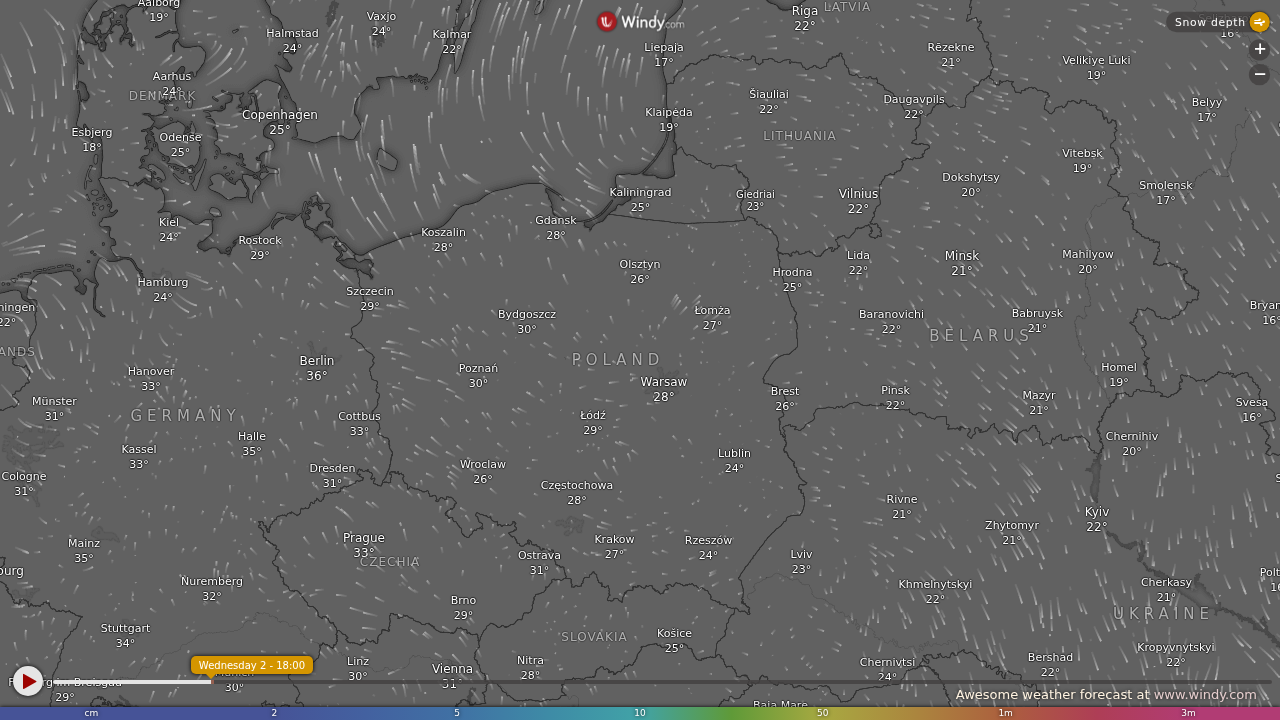 Aalborg
19°
Halmstad
24°
Vaxjo
24°
Kalmar
22°
Windy.com
Riga
22°
LATVIA
Snow depth
16°
+
−
Liepaja
17°
Rēzekne
21°
Velikiye Luki
19°
Aarhus
24°
DENMARK
Copenhagen
25°
Klaipėda
19°
Šiauliai
22°
Daugavpils
22°
Belyy
17°
Esbjerg
18°
Odense
25°
LITHUANIA
Vitebsk
19°
Kaliningrad
25°
Giedriai
23°
Vilnius
22°
Dokshytsy
20°
Smolensk
17°
Kiel
24°
Rostock
29°
Koszalin
28°
Gdansk
28°
Olsztyn
26°
Hrodna
25°
Lida
22°
Minsk
21°
Mahilyow
20°
Hamburg
24°
Szczecin
29°
ningen
22°
Bydgoszcz
30°
Łomża
27°
Baranovichi
22°
Babruysk
21°
Bryan
16°
BELARUS
ANDS
Berlin
36°
POLAND
Hanover
33°
Poznań
30°
Warsaw
28°
Brest
26°
Pinsk
22°
Homel
19°
Münster
31°
GERMANY
Cottbus
33°
Łódź
29°
Mazyr
21°
Svesa
16°
Kassel
33°
Halle
35°
Chernihiv
20°
Cologne
31°
Dresden
31°
Wroclaw
26°
Częstochowa
28°
Lublin
24°
S
Rivne
21°
Kyiv
22°
Mainz
35°
Prague
33°
CZECHIA
Ostrava
31°
Krakow
27°
Rzeszów
24°
Lviv
23°
Zhytomyr
21°
burg
Nuremberg
32°
Khmelnytskyi
22°
Cherkasy
21°
Polt
16
UKRAINE
Brno
29°
Stuttgart
34°
SLOVAKIA
Košice
25°
Kropyvnytskyi
22°
Wednesday 2 - 18:00
Linz
30°
Vienna
31°
Nitra
28°
Chernivtsi
24°
Bershad
22°
29°
30°
Awesome weather forecast at www.windy.com
Baia Mare
cm 2 5 10 50 1m 3m